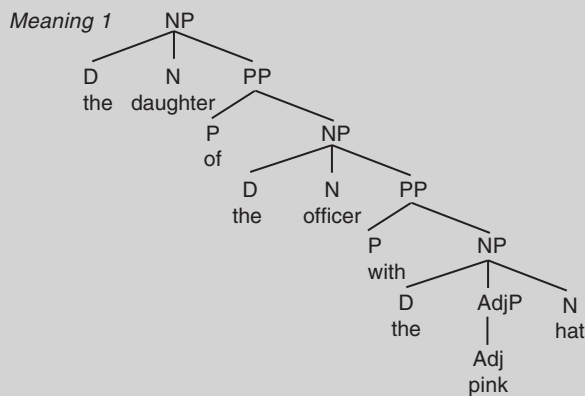 Meaning 1 NP
D N PP
the daughter
P NP
of
D N PP
the officer
P NP
with
D AdjP N
the hat
Adj
pink